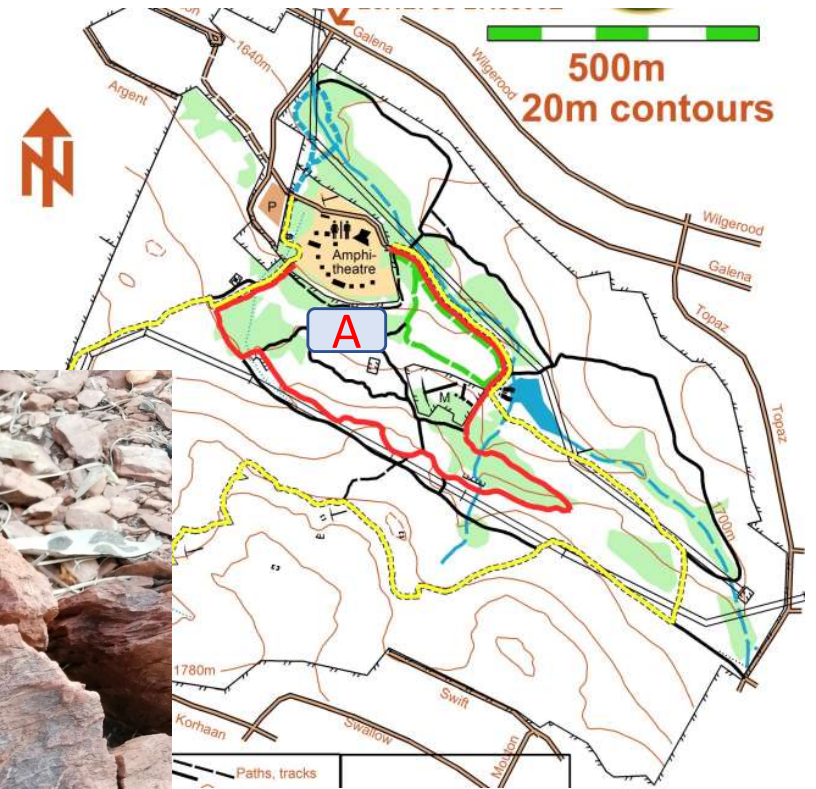 Galena
Wilgerood
1640m
Argent
500m
20m contours
P
Wilgerood
Galena
Amphi-
theatre
Topaz
A
M
Topaz
1700m
1780m
Swift
Korhaan
Swallow
Mouton
Paths, tracks